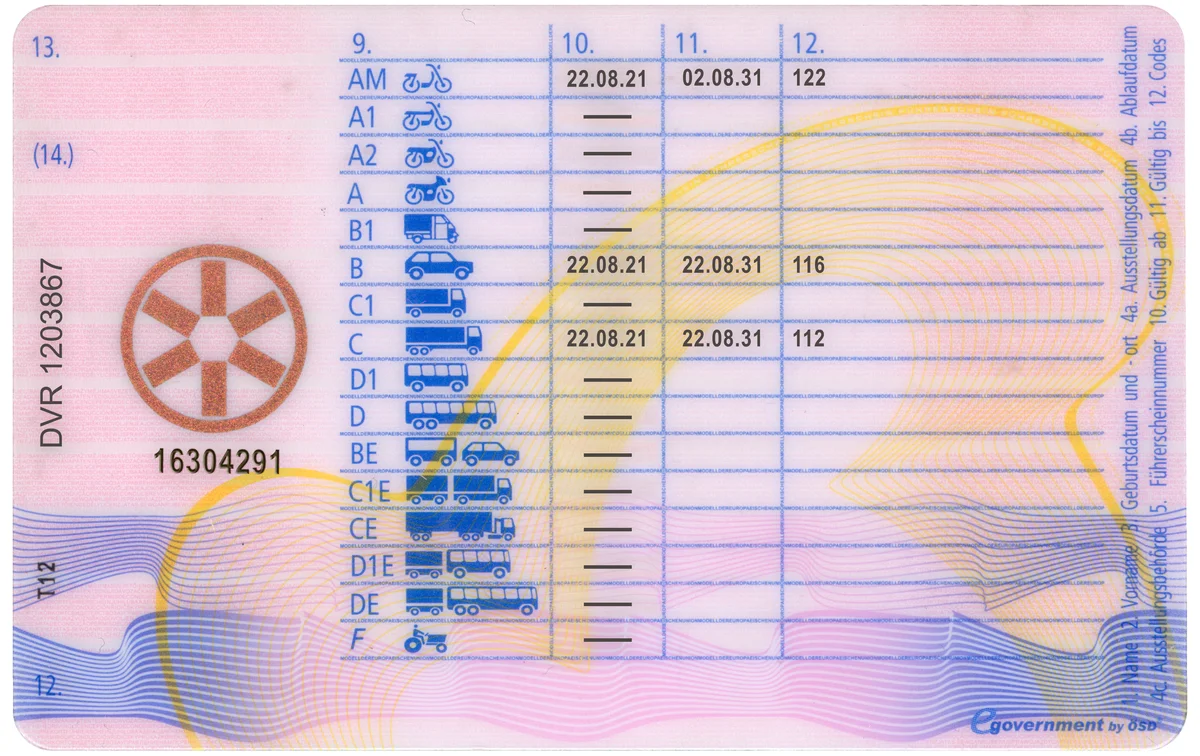 13.
(14.)
DVR 1203867
16304291
T12
12.
9. 10. 11. 12.
AM 22.08.21 02.08.31 122
A1 —
A2 —
A —
B1 —
B 22.08.21 22.08.31 116
C1 —
C 22.08.21 22.08.31 112
D1 —
D —
BE —
C1E —
CE —
D1E —
DE —
F —
1. Name 2. Vorname 3. Geburtsdatum und -ort 4a. Ausstellungsdatum 4b. Ablaufdatum
4c. Ausstellungsbehörde 5. Führerscheinnummer 10. Gültig ab 11. Gültig bis 12. Codes
egovernment by ÖSD